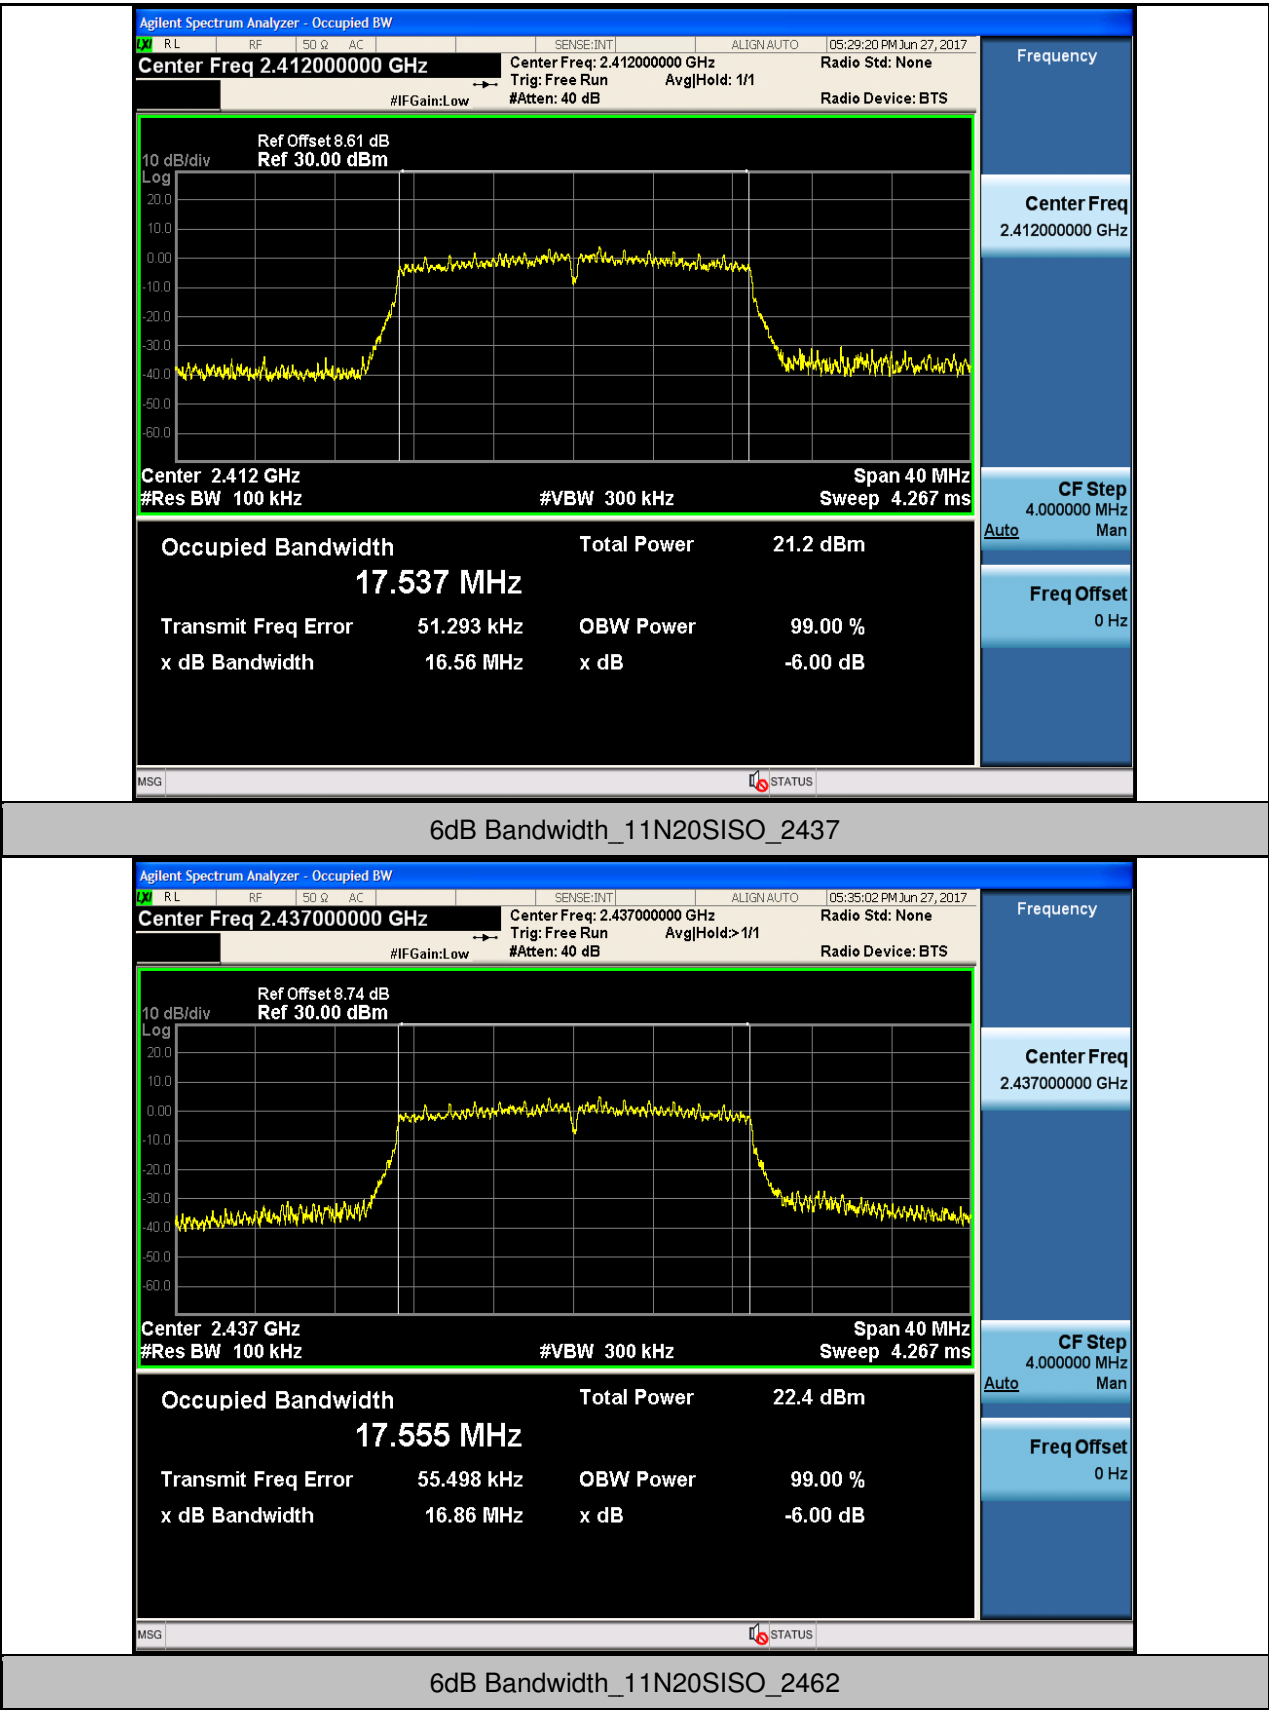 Agilent Spectrum Analyzer - Occupied BW
LXI RL RF 50 Ω AC SENSE:INT ALIGN AUTO 05:29:20 PM Jun 27, 2017
Center Freq 2.412000000 GHz
Center Freq: 2.412000000 GHz
Radio Std: None
Trig: Free Run Avg|Hold: 1/1
#IFGain:Low
#Atten: 40 dB
Radio Device: BTS
Frequency
Ref Offset 8.61 dB
10 dB/div Ref 30.00 dBm
Log
20.0
10.0
0.00
-10.0
-20.0
-30.0
-40.0
-50.0
-60.0
Center 2.412 GHz Span 40 MHz
#Res BW 100 kHz #VBW 300 kHz Sweep 4.267 ms
Center Freq
2.412000000 GHz
CF Step
4.000000 MHz
Auto Man
Freq Offset
0 Hz
Occupied Bandwidth Total Power 21.2 dBm
17.537 MHz
Transmit Freq Error 51.293 kHz OBW Power 99.00 %
x dB Bandwidth 16.56 MHz x dB -6.00 dB
MSG STATUS
6dB Bandwidth_11N20SISO_2437
Agilent Spectrum Analyzer - Occupied BW
LXI RL RF 50 Ω AC SENSE:INT ALIGN AUTO 05:35:02 PM Jun 27, 2017
Center Freq 2.437000000 GHz
Center Freq: 2.437000000 GHz
Radio Std: None
Trig: Free Run Avg|Hold:>1/1
#IFGain:Low
#Atten: 40 dB
Radio Device: BTS
Frequency
Ref Offset 8.74 dB
10 dB/div Ref 30.00 dBm
Log
20.0
10.0
0.00
-10.0
-20.0
-30.0
-40.0
-50.0
-60.0
Center 2.437 GHz Span 40 MHz
#Res BW 100 kHz #VBW 300 kHz Sweep 4.267 ms
Center Freq
2.437000000 GHz
CF Step
4.000000 MHz
Auto Man
Freq Offset
0 Hz
Occupied Bandwidth Total Power 22.4 dBm
17.555 MHz
Transmit Freq Error 55.498 kHz OBW Power 99.00 %
x dB Bandwidth 16.86 MHz x dB -6.00 dB
MSG STATUS
6dB Bandwidth_11N20SISO_2462